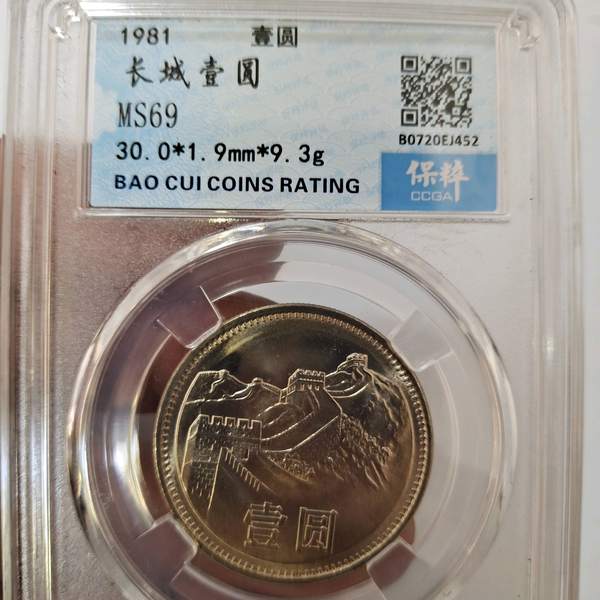 1981 壹圆
长城壹圆
MS69
30.0*1.9mm*9.3g
BAO CUI COINS RATING
B0720EJ452
保粹
CCGA
壹圆